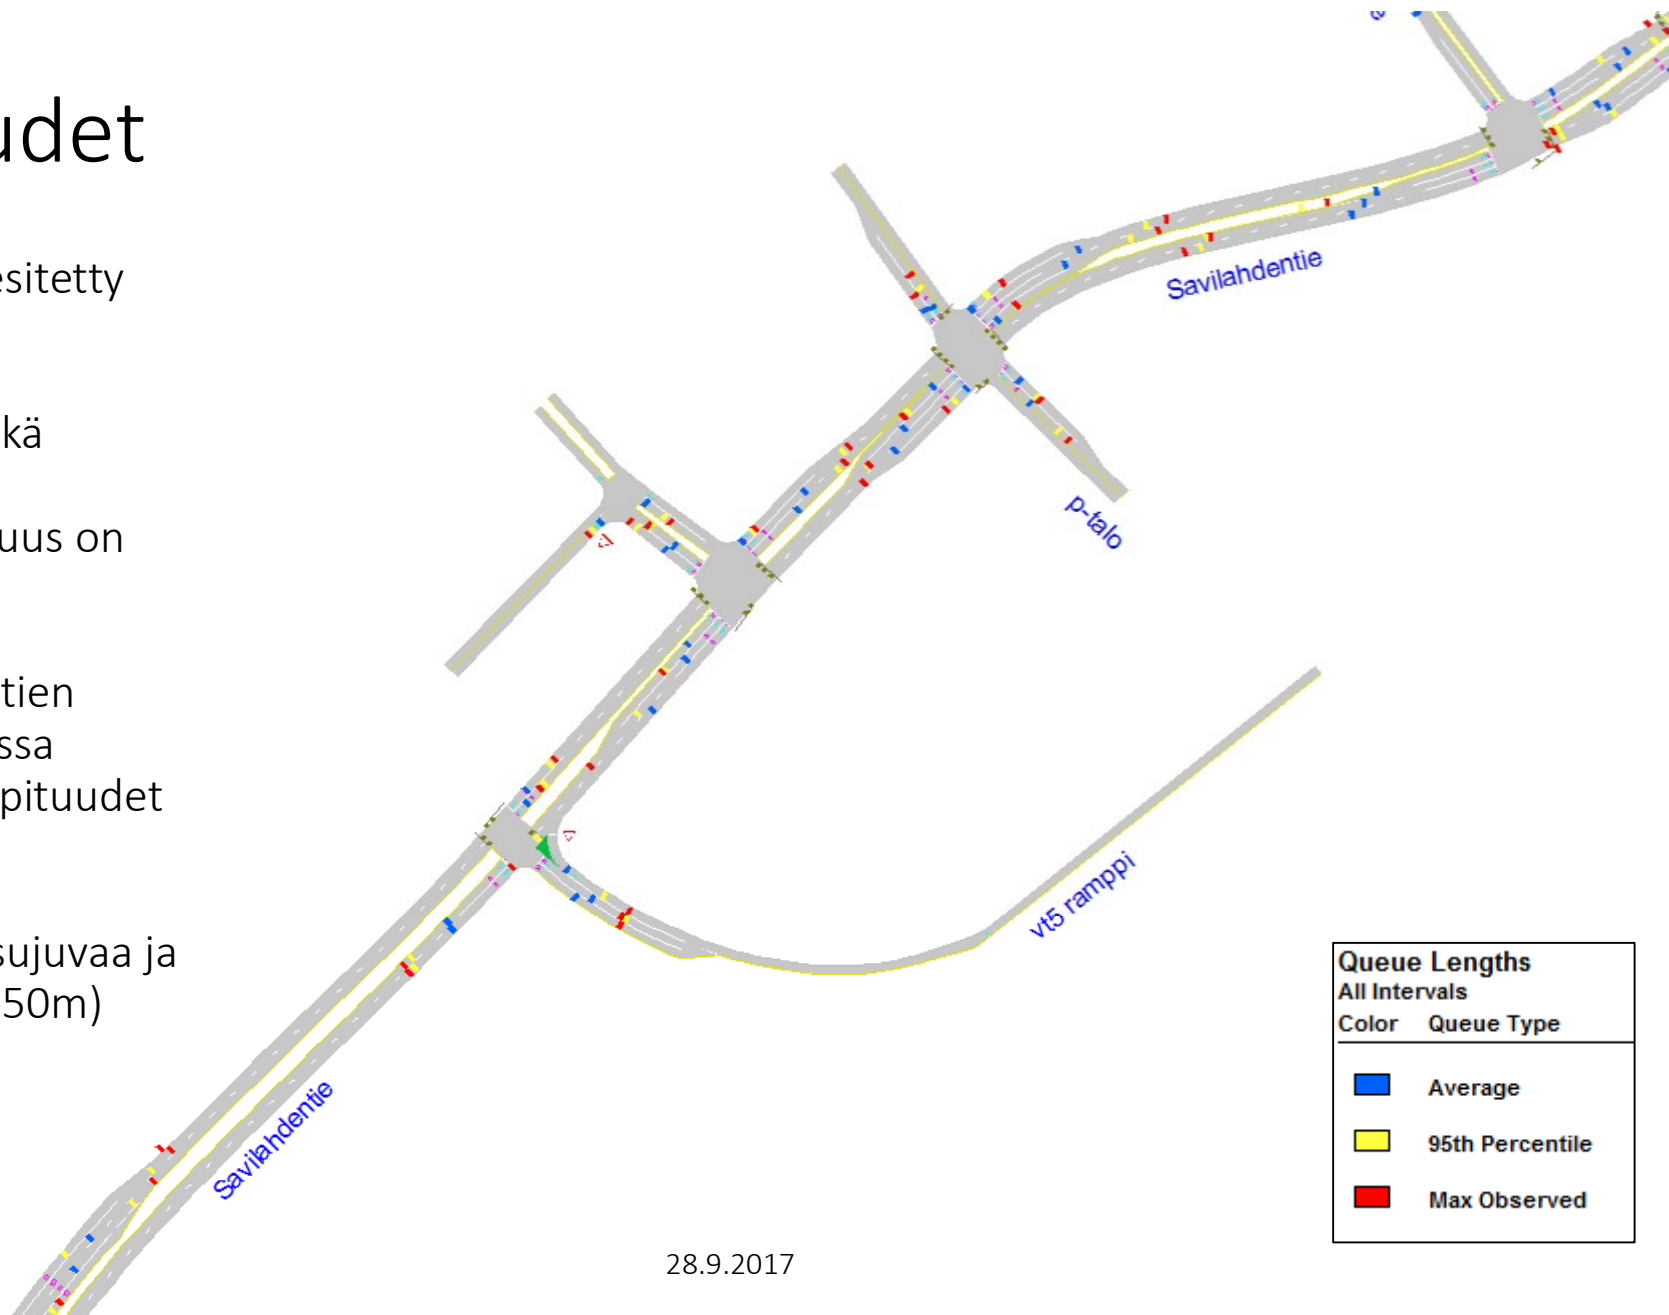 udet
esitetty
kä
uus on
tien
ssa
pituudet
sujuvaa ja
50m)
Savilahdentie
p-talo
vt5 ramppi
Savilahdentie
Queue Lengths
All Intervals
Color Queue Type
Average
95th Percentile
Max Observed
28.9.2017